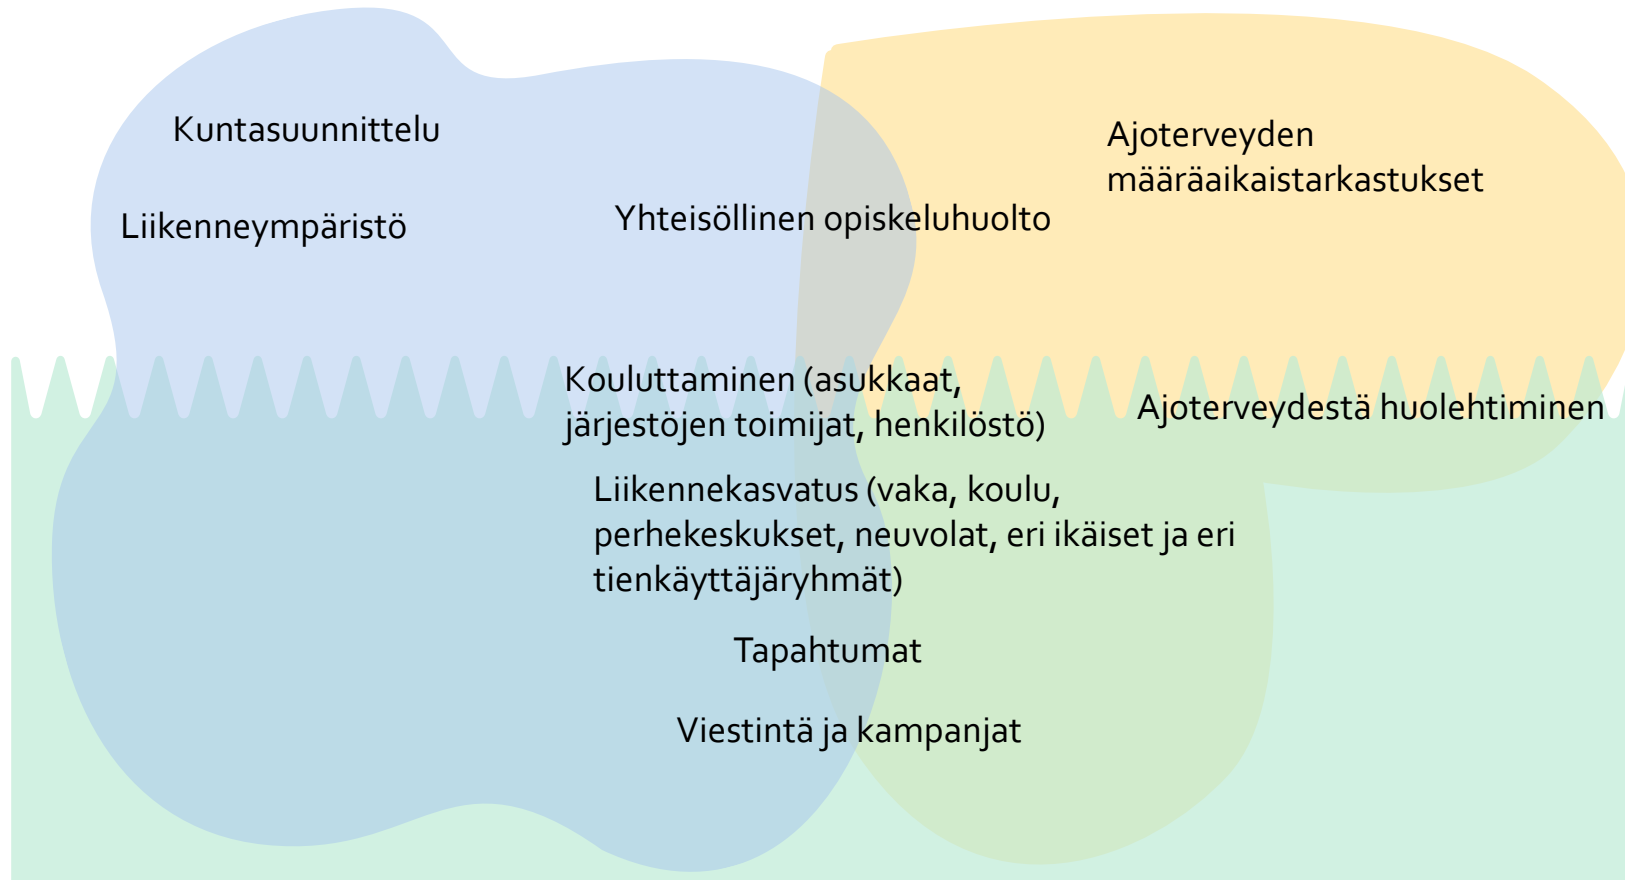 Kuntasuunnittelu
Liikenneympäristö
Yhteisöllinen opiskeluhuolto
Ajoterveyden
määräaikaistarkastukset
Kouluttaminen (asukkaat,
järjestöjen toimijat, henkilöstö)
Ajoterveydestä huolehtiminen
Liikennekasvatus (vaka, koulu,
perhekeskukset, neuvolat, eri ikäiset ja eri
tienkäyttäjäryhmät)
Tapahtumat
Viestintä ja kampanjat